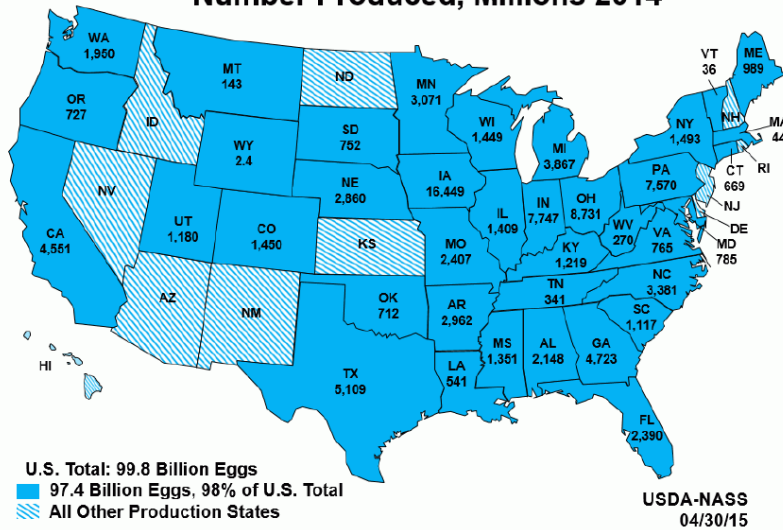 Number Produced, Millions 2014
WA
1,950
MT
143
ND
MN
3,071
VT
36
ME
989
OR
727
ID
WY
2.4
SD
752
WI
1,449
MI
3,867
NY
1,493
NH
MA
44
RI
CT
669
NV
NE
2,860
IA
16,449
PA
7,570
NJ
CA
4,551
UT
1,180
CO
1,450
KS
MO
2,407
IL
1,409
IN
7,747
OH
8,731
WV
270
VA
765
DE
MD
785
KY
1,219
AZ
NM
OK
712
AR
2,962
TN
341
NC
3,381
SC
1,117
HI
TX
5,109
LA
541
MS
1,351
AL
2,148
GA
4,723
FL
2,390
U.S. Total: 99.8 Billion Eggs
97.4 Billion Eggs, 98% of U.S. Total
All Other Production States
USDA-NASS
04/30/15